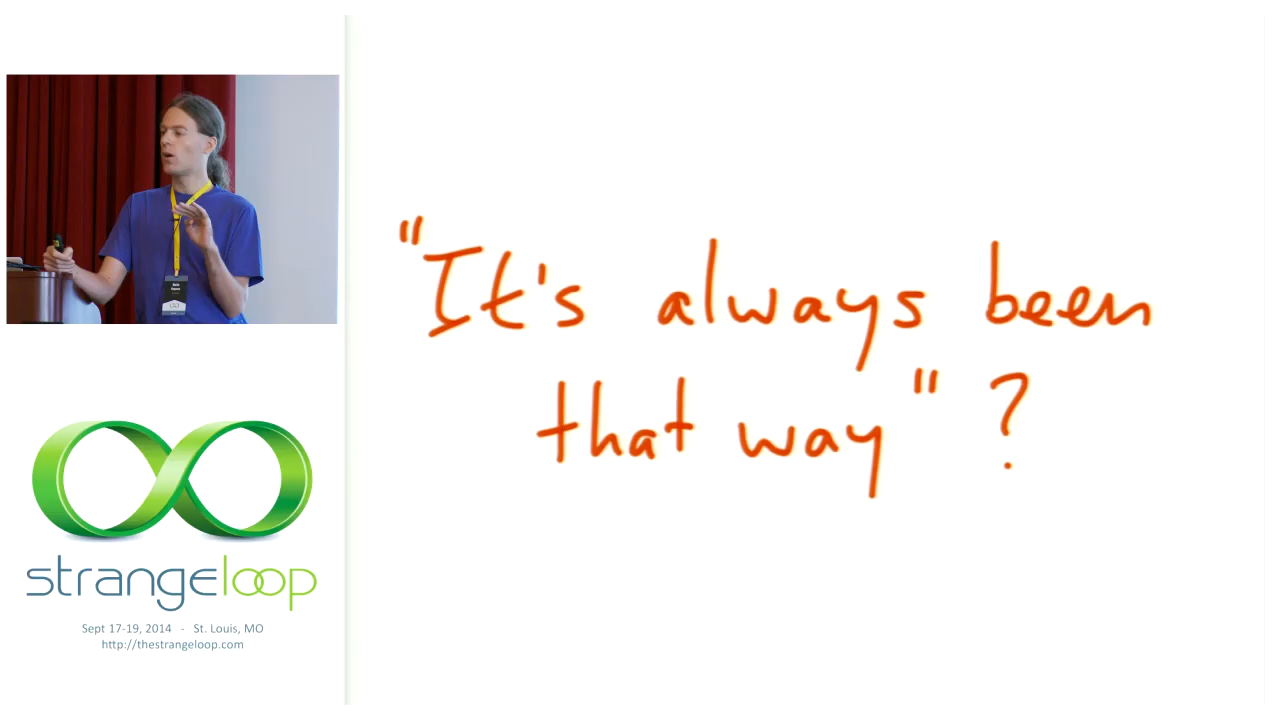 "It's always been
that way"?
strangeloop
Sept 17-19, 2014 - St. Louis, MO
http://thestrangeloop.com